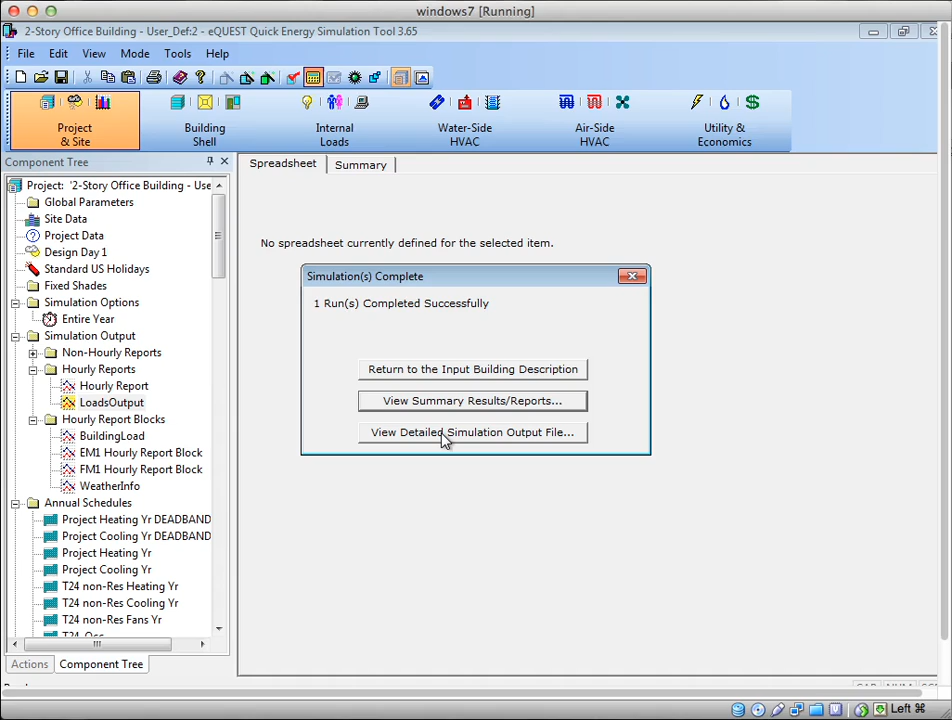 windows7 [Running]
2-Story Office Building - User_Def:2 - eQUEST Quick Energy Simulation Tool 3.65
File Edit View Mode Tools Help
Project & Site
Building Shell
Internal Loads
Water-Side HVAC
Air-Side HVAC
Utility & Economics
Component Tree
Spreadsheet
Summary
Project: '2-Story Office Building - Use
Global Parameters
Site Data
Project Data
Design Day 1
Standard US Holidays
Fixed Shades
Simulation Options
Entire Year
Simulation Output
Non-Hourly Reports
Hourly Reports
Hourly Report
LoadsOutput
Hourly Report Blocks
BuildingLoad
EM1 Hourly Report Block
FM1 Hourly Report Block
WeatherInfo
Annual Schedules
Project Heating Yr DEADBAND
Project Cooling Yr DEADBAND
Project Heating Yr
Project Cooling Yr
T24 non-Res Heating Yr
T24 non-Res Cooling Yr
T24 non-Res Fans Yr
Actions
Component Tree
No spreadsheet currently defined for the selected item.
Simulation(s) Complete
1 Run(s) Completed Successfully
Return to the Input Building Description
View Summary Results/Reports...
View Detailed Simulation Output File...
Left ⌘